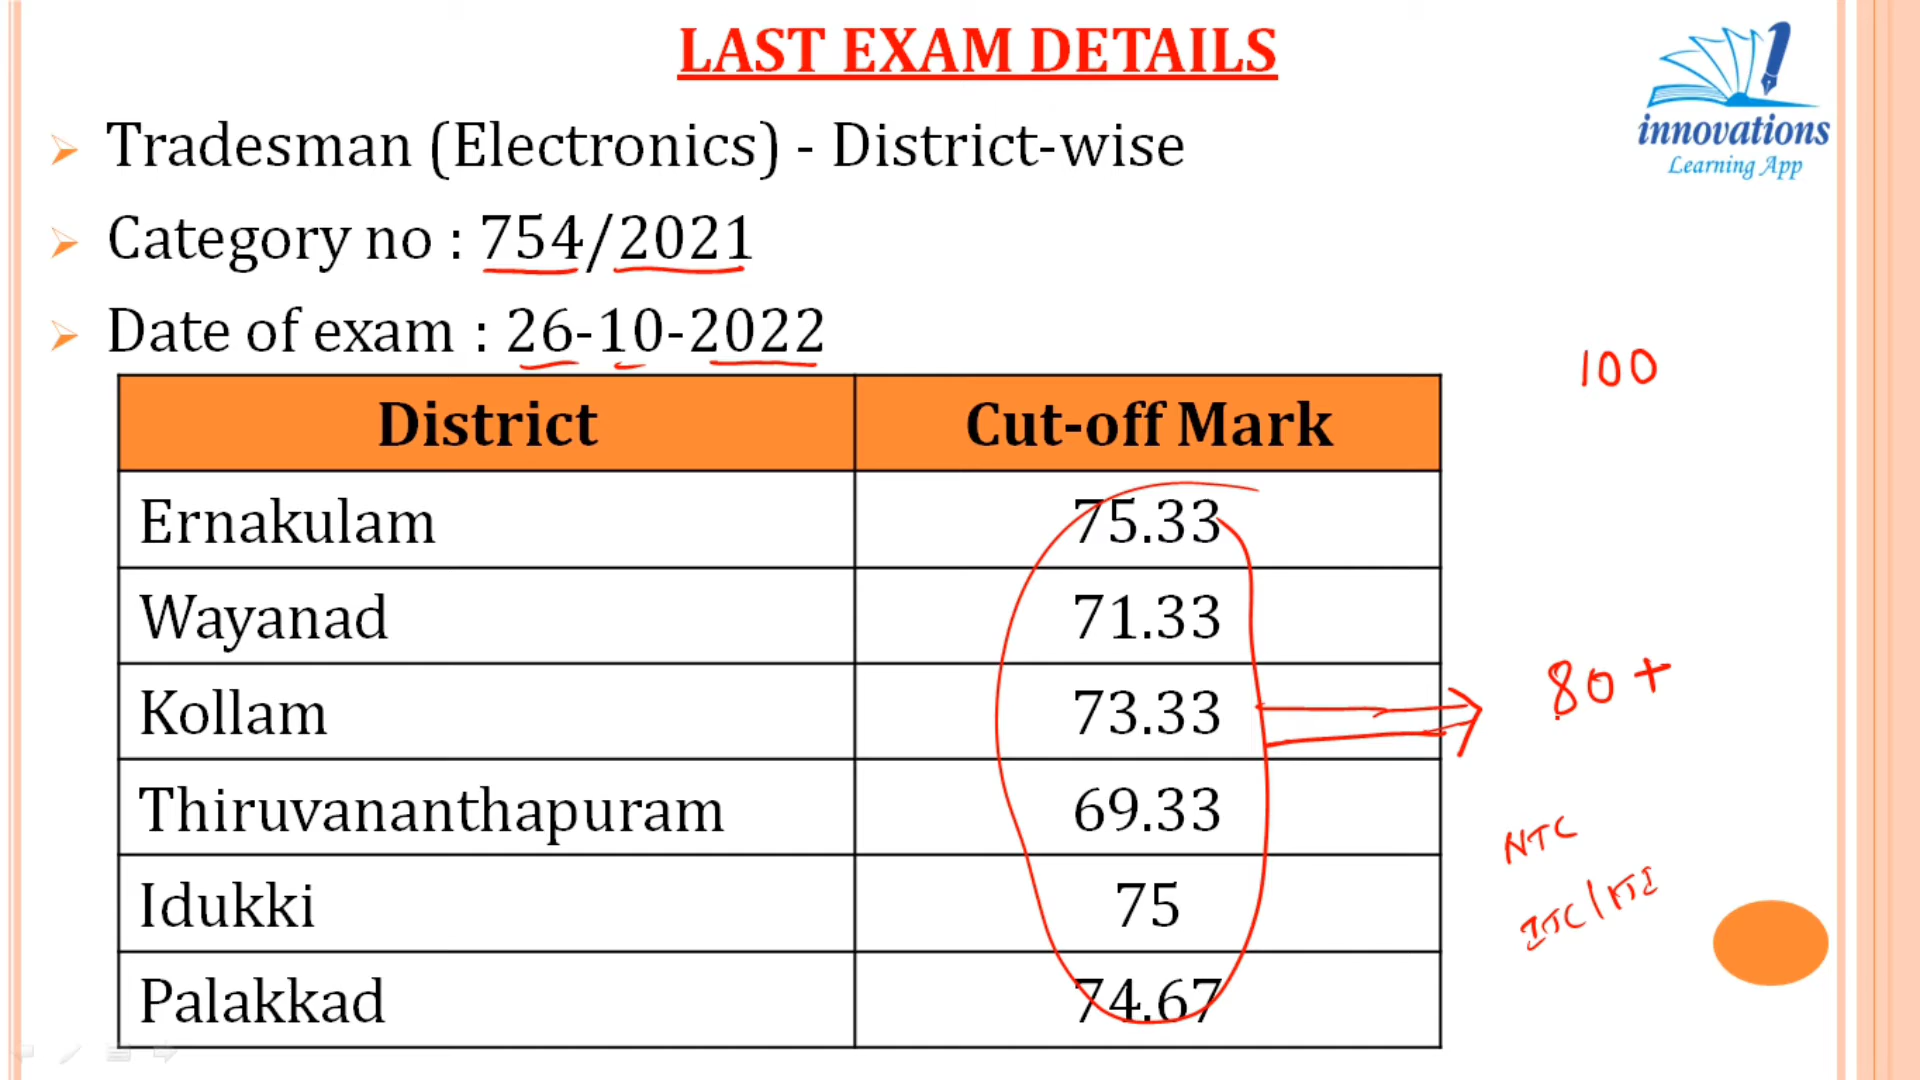 LAST EXAM DETAILS
innovations
Learning App
Tradesman (Electronics) - District-wise
Category no : 754/2021
Date of exam : 26-10-2022
100
District Cut-off Mark
Ernakulam 75.33
Wayanad 71.33
Kollam 73.33
80+
Thiruvananthapuram 69.33
NTC
Idukki 75
Palakkad 74.67